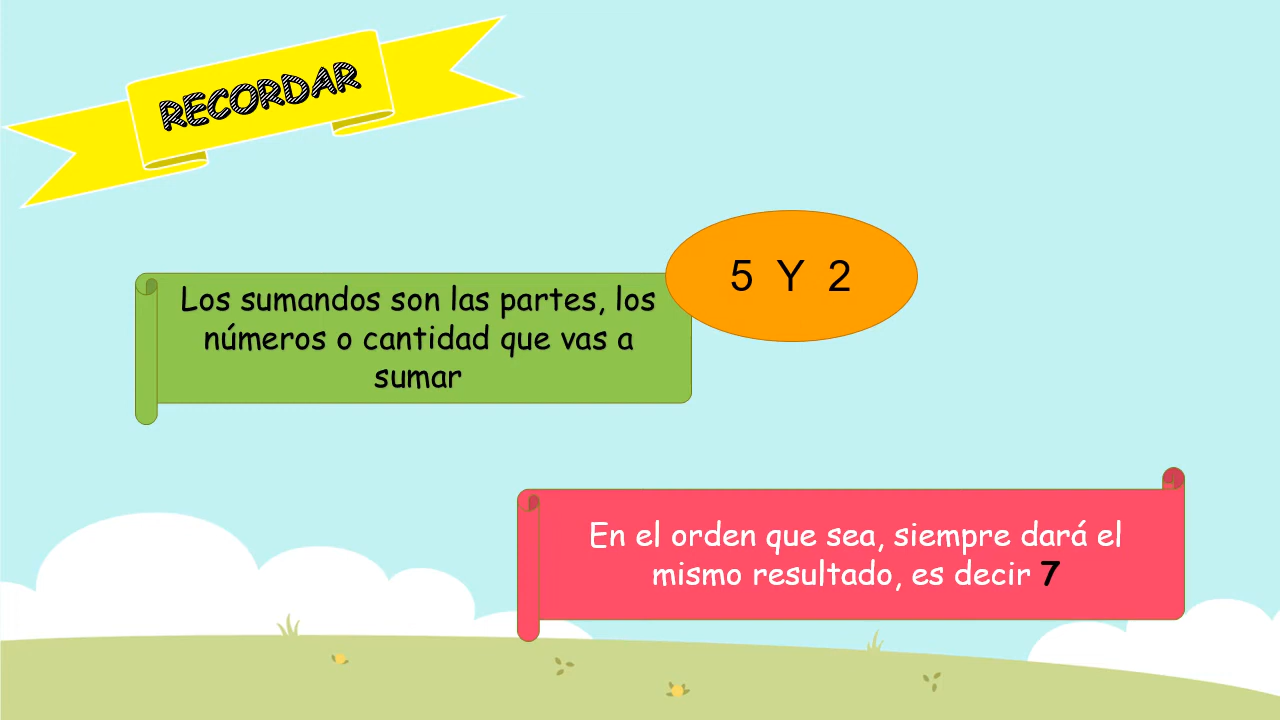 RECORDAR
5 Y 2
Los sumandos son las partes, los
números o cantidad que vas a
sumar
En el orden que sea, siempre dará el
mismo resultado, es decir 7